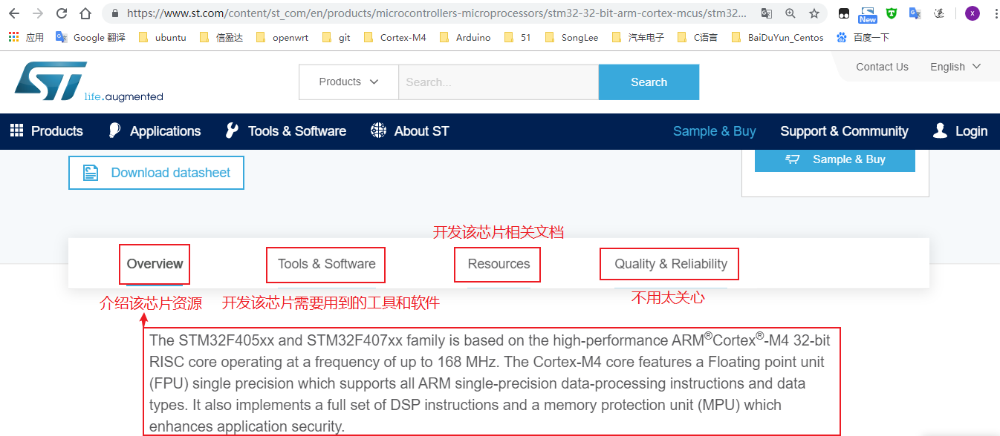 https://www.st.com/content/st_com/en/products/microcontrollers-microprocessors/stm32-32-bit-arm-cortex-mcus/stm32...
New
X
应用
Google 翻译
ubuntu
信盈达
openwrt
git
Cortex-M4
Arduino
51
SongLee
汽车电子
C语言
BaiDuYun_Centos
百度一下
ST
life.augmented
Products
Search...
Search
Contact Us
English
Products
Applications
Tools & Software
About ST
Sample & Buy
Support & Community
Login
Download datasheet
Sample & Buy
开发该芯片相关文档
Overview
Tools & Software
Resources
Quality & Reliability
介绍该芯片资源
开发该芯片需要用到的工具和软件
不用太关心
The STM32F405xx and STM32F407xx family is based on the high-performance ARM®Cortex®-M4 32-bit
RISC core operating at a frequency of up to 168 MHz. The Cortex-M4 core features a Floating point unit
(FPU) single precision which supports all ARM single-precision data-processing instructions and data
types. It also implements a full set of DSP instructions and a memory protection unit (MPU) which
enhances application security.